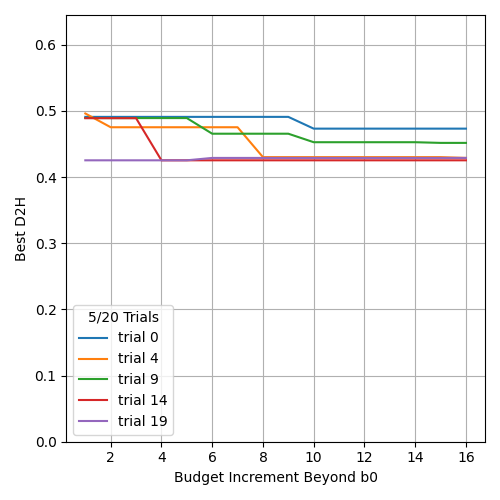 0.6
0.5
0.4
0.3
0.2
0.1
0.0
Best D2H
5/20 Trials
trial 0
trial 4
trial 9
trial 14
trial 19
2 4 6 8 10 12 14 16
Budget Increment Beyond b0